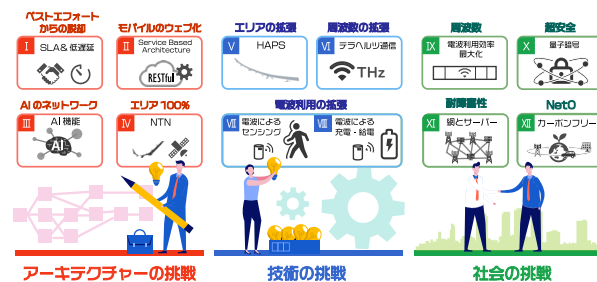 ベストエフォート
からの脱却
モバイルのウェブ化
I
SLA& 低遅延
II
Service Based
Architecture
RESTful
AIのネットワーク
エリア100%
III
AI 機能
AI
IV
NTN
エリアの拡張
周波数の拡張
V
HAPS
VI
テラヘルツ通信
THz
電波利用の拡張
VII
電波による
センシング
VIII
電波による
充電・給電
周波数
超安全
IX
電波利用効率
最大化
X
量子暗号
耐障害性
Net0
XI
網とサーバー
XII
カーボンフリー
アーキテクチャーの挑戦
技術の挑戦
社会の挑戦